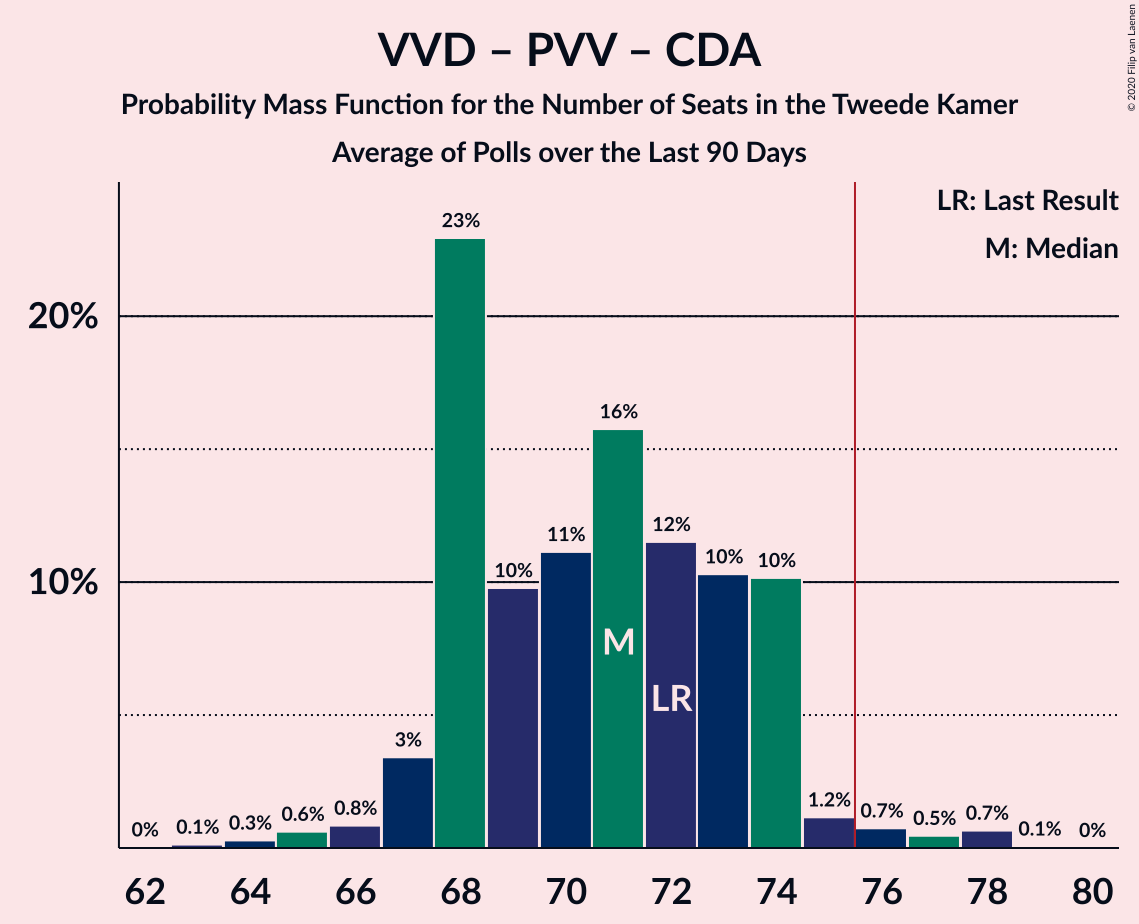 VVD – PVV – CDA
Probability Mass Function for the Number of Seats in the Tweede Kamer
Average of Polls over the Last 90 Days
© 2020 Filip van Laenen
LR: Last Result
M: Median
20%
10%
0%
0.1%
0.3%
0.6%
0.8%
3%
23%
10%
11%
16%
12%
10%
10%
1.2%
0.7%
0.5%
0.7%
0.1%
0%
M
LR
62 64 66 68 70 72 74 76 78 80